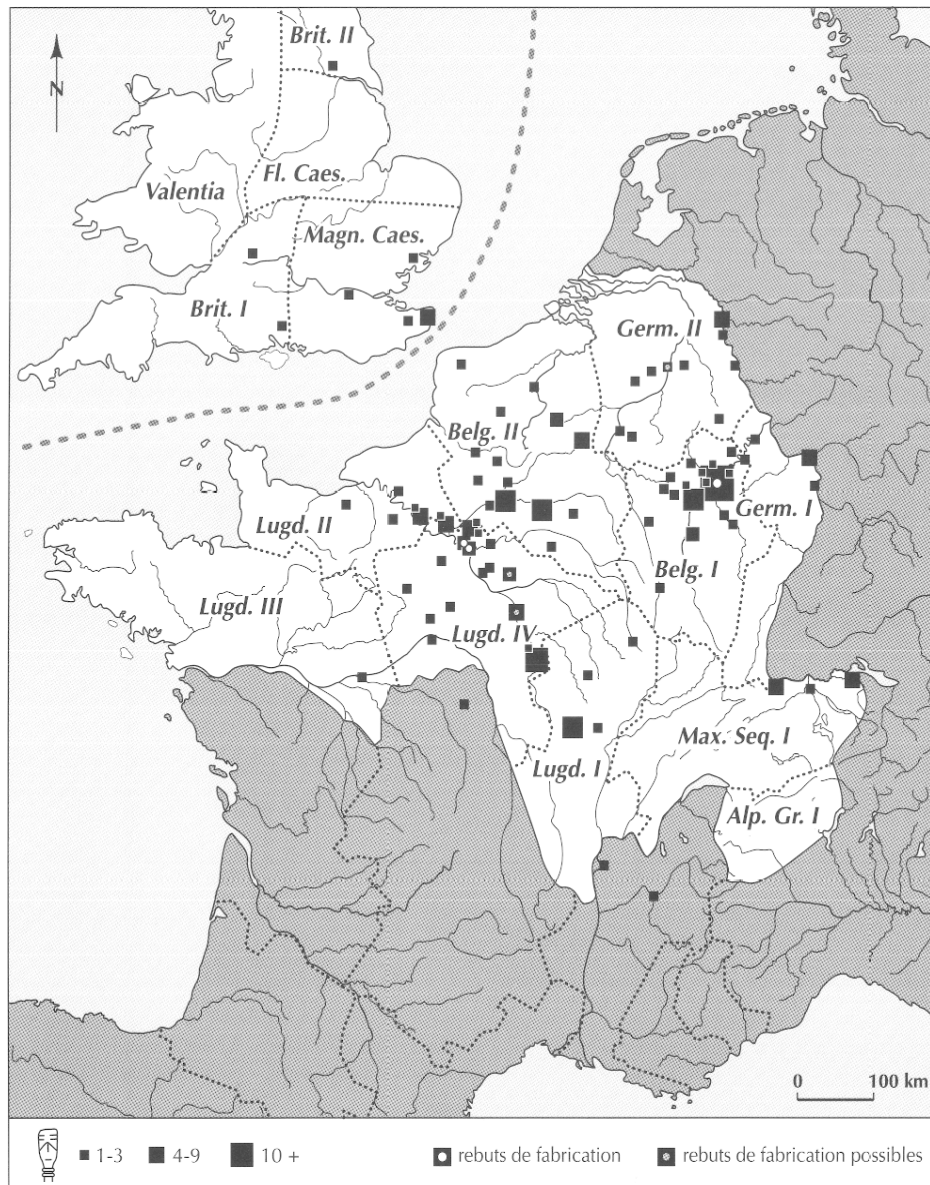 N
Brit. II
Fl. Caes.
Valentia
Magn. Caes.
Brit. I
Germ. II
Belg. II
Germ. I
Lugd. II
Belg. I
Lugd. III
Lugd. IV
Max. Seq. I
Lugd. I
Alp. Gr. I
0 100 km
1-3 4-9 10 + rebuts de fabrication rebuts de fabrication possibles